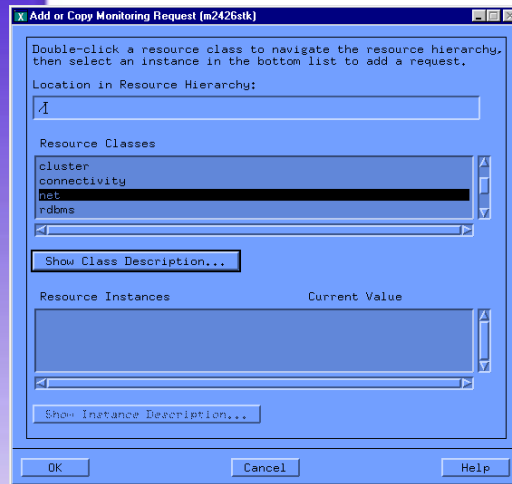 Add or Copy Monitoring Request (m2426stk)
Double-click a resource class to navigate the resource hierarchy,
then select an instance in the bottom list to add a request.
Location in Resource Hierarchy:
/
Resource Classes
cluster
connectivity
net
rdbms
Show Class Description...
Resource Instances Current Value
Show Instance Description...
OK Cancel Help